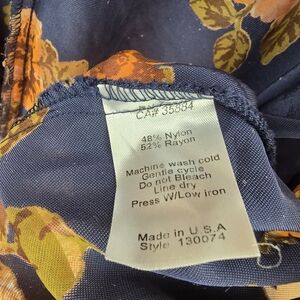 CA# 35884
48% Nylon
52% Rayon
Machine wash cold
Gentle cycle
Do not Bleach
Line dry
Press W/Low iron
Made in U.S.A
Style 130074